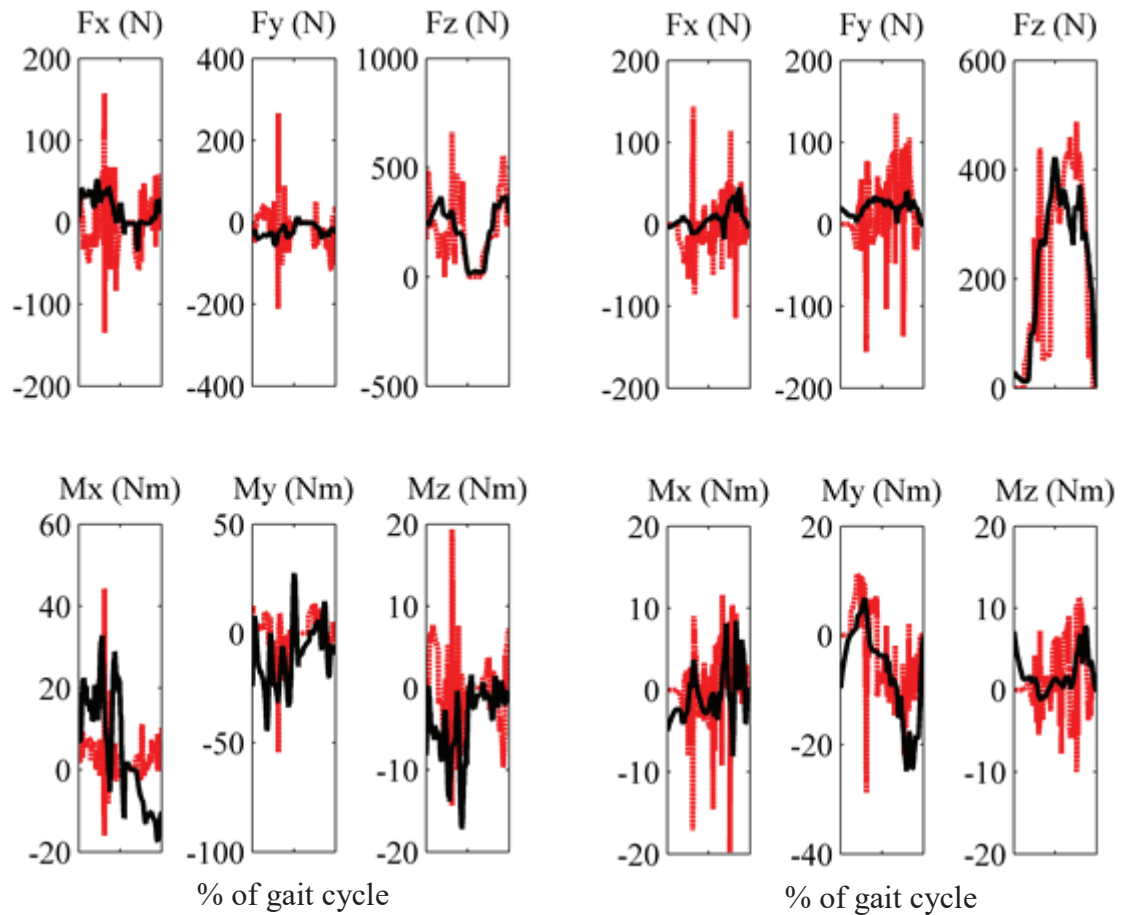 Fx (N) Fy (N) Fz (N) Fx (N) Fy (N) Fz (N)
200 400 1000 200 200 600
100 200 500 100 100 400
0 0 0 0 0 200
-100 -200 -500 -100 -100 0
-200 -400 -200 -200
Mx (Nm) My (Nm) Mz (Nm) Mx (Nm) My (Nm) Mz (Nm)
60 50 20 20 20 20
40 0 10 10 0 10
20 -50 0 0 -20 0
0 -100 -10 -10 -40 -10
-20 -20 -20 -20
% of gait cycle % of gait cycle